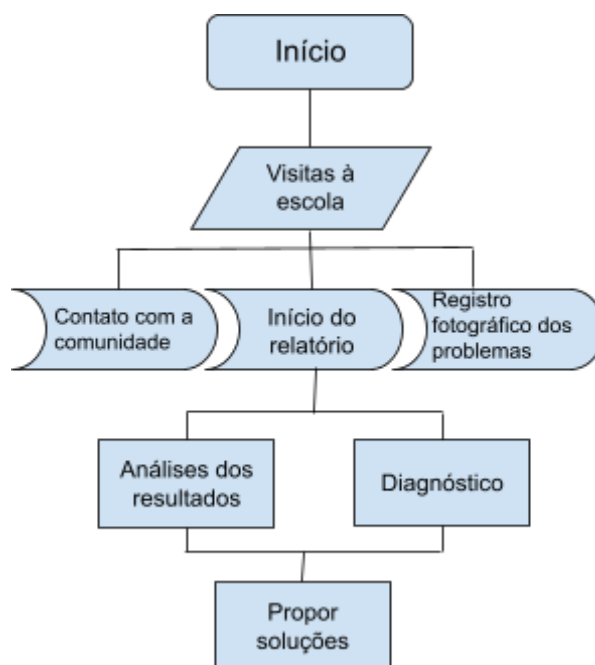 Início
Visitas à
escola
Contato com a
comunidade
Início do
relatório
Registro
fotográfico dos
problemas
Análises dos
resultados
Diagnóstico
Propor
soluções